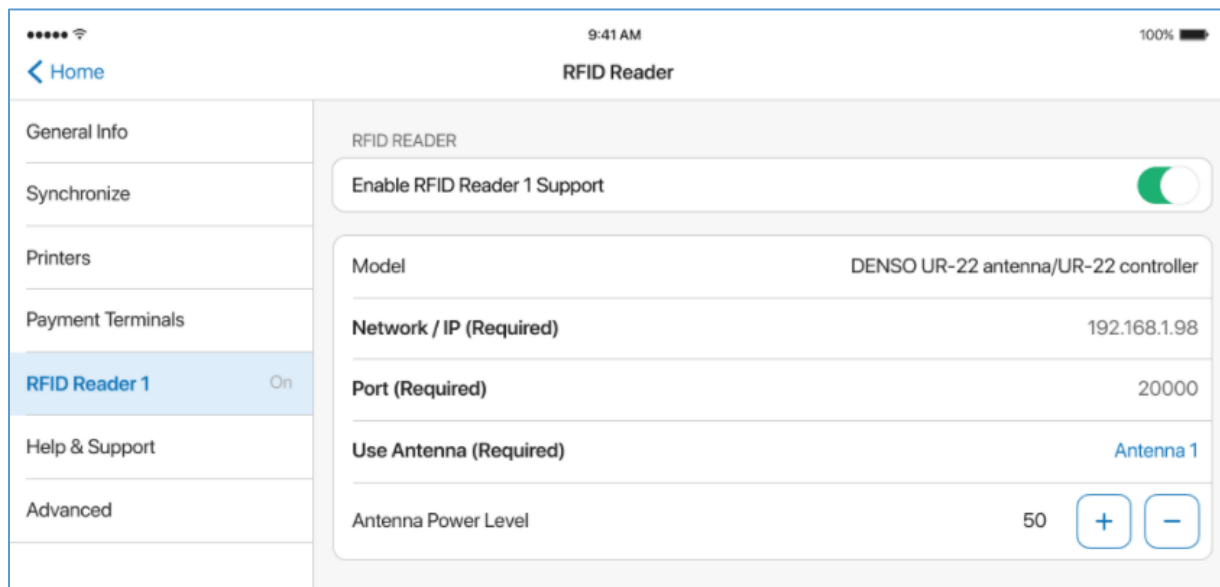 9:41 AM
100%
Home
RFID Reader
General Info
Synchronize
Printers
Payment Terminals
RFID Reader 1 On
Help & Support
Advanced
RFID READER
Enable RFID Reader 1 Support
Model DENSO UR-22 antenna/UR-22 controller
Network / IP (Required) 192.168.1.98
Port (Required) 20000
Use Antenna (Required) Antenna 1
Antenna Power Level 50 + −